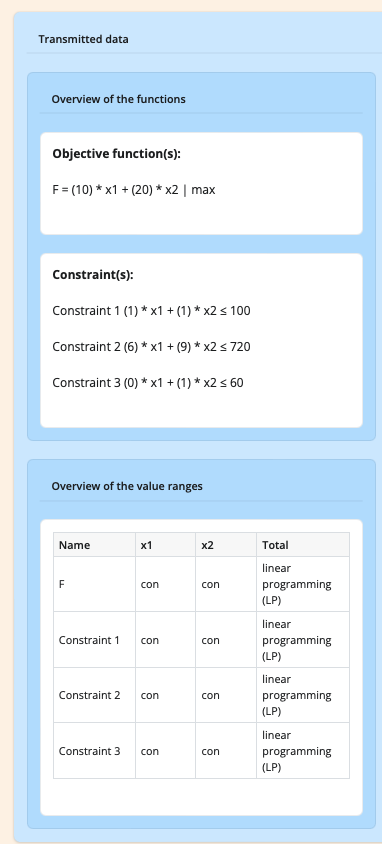 Transmitted data
Overview of the functions
Objective function(s):
F = (10) * x1 + (20) * x2 | max
Constraint(s):
Constraint 1 (1) * x1 + (1) * x2 ≤ 100
Constraint 2 (6) * x1 + (9) * x2 ≤ 720
Constraint 3 (0) * x1 + (1) * x2 ≤ 60
Overview of the value ranges
Name x1 x2 Total
F con con linear
programming
(LP)
Constraint 1 con con linear
programming
(LP)
Constraint 2 con con linear
programming
(LP)
Constraint 3 con con linear
programming
(LP)